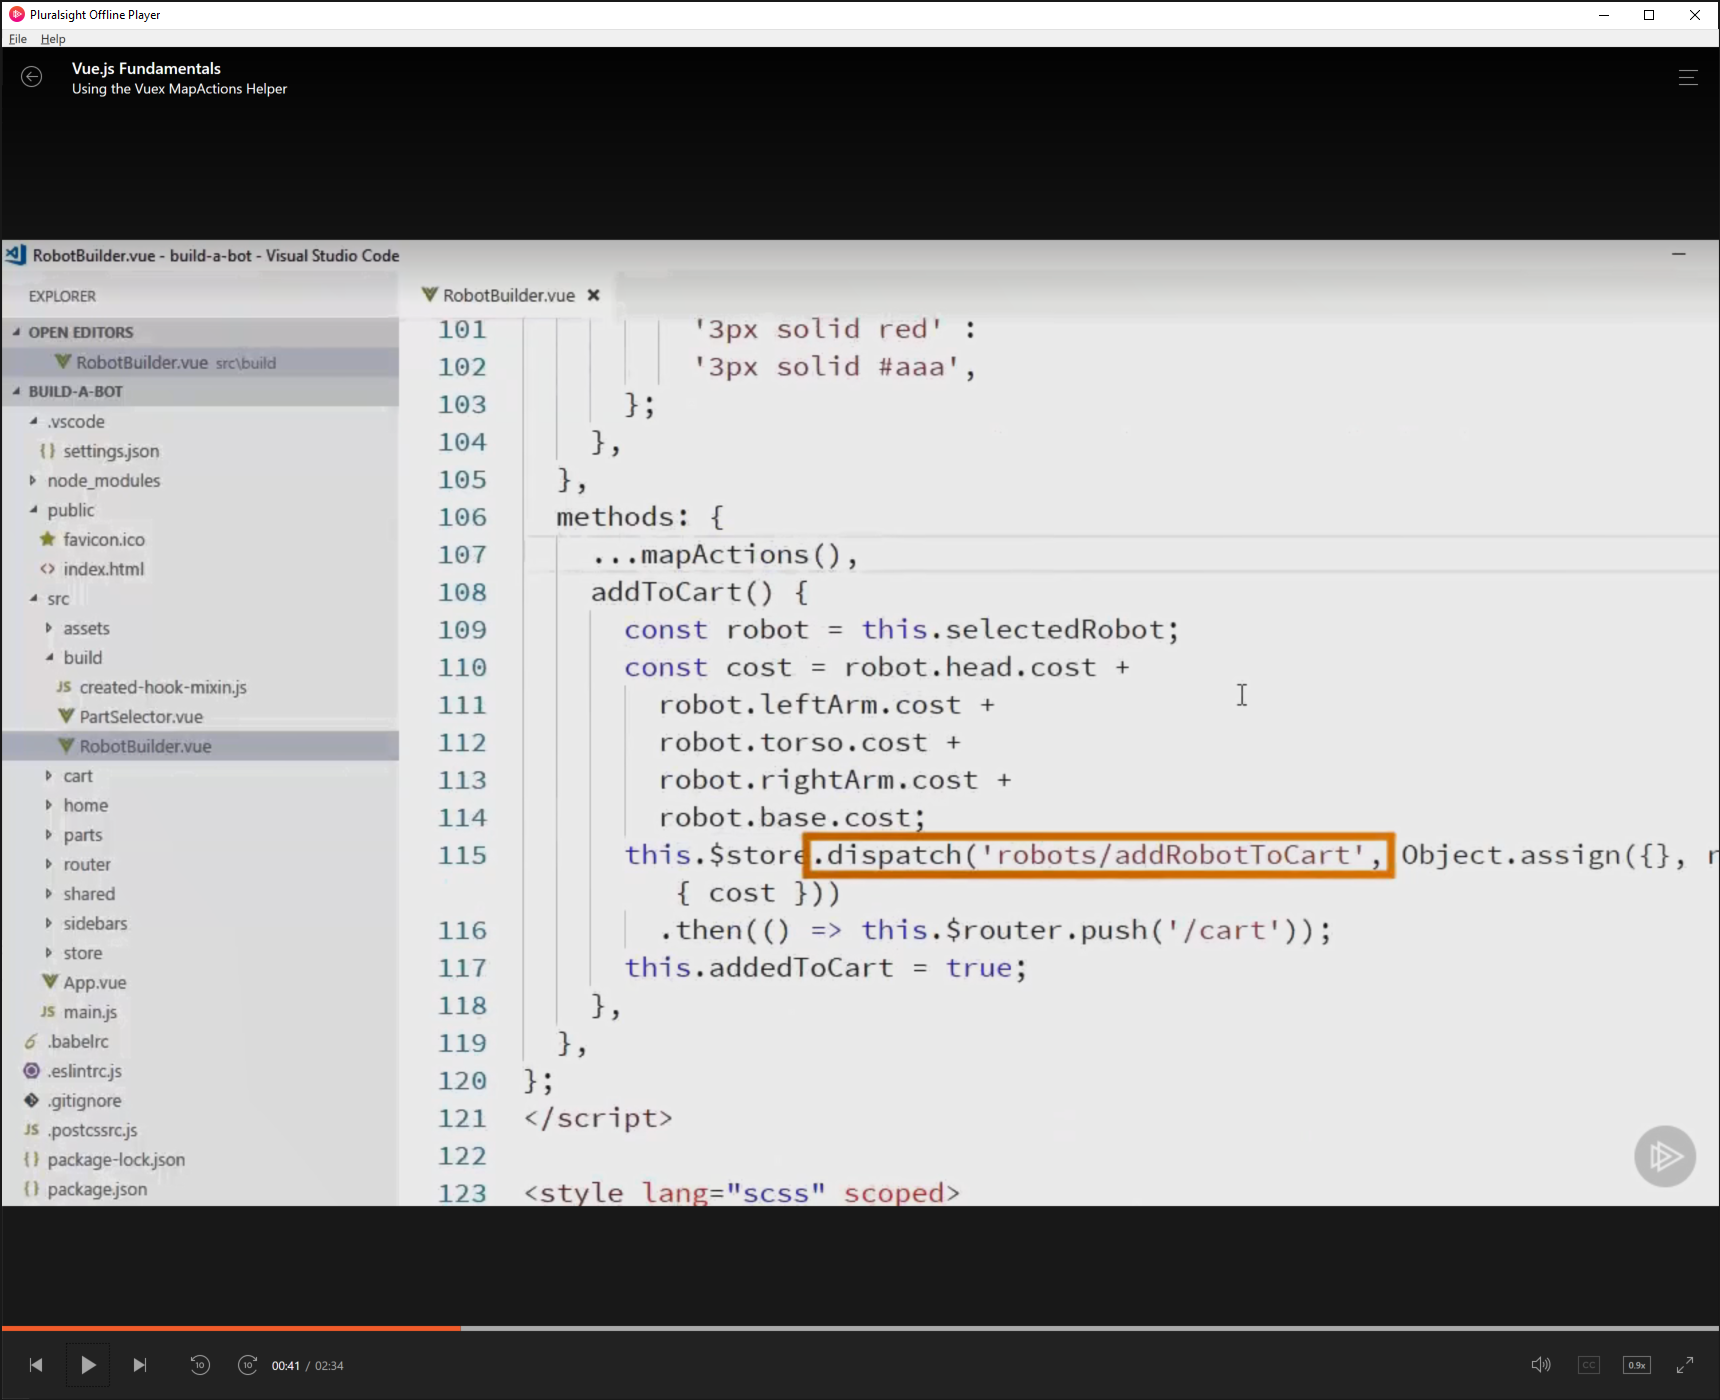 Pluralsight Offline Player
File Help
Vue.js Fundamentals
Using the Vuex MapActions Helper
RobotBuilder.vue - build-a-bot - Visual Studio Code
EXPLORER
OPEN EDITORS
RobotBuilder.vue src\build
BUILD-A-BOT
.vscode
{ } settings.json
node_modules
public
favicon.ico
<> index.html
src
assets
build
JS created-hook-mixin.js
PartSelector.vue
RobotBuilder.vue
cart
home
parts
router
shared
sidebars
store
App.vue
JS main.js
.babelrc
.eslintrc.js
.gitignore
JS .postcssrc.js
{ } package-lock.json
{ } package.json
RobotBuilder.vue
101 '3px solid red' :
102 '3px solid #aaa',
103 };
104 },
105 },
106 methods: {
107 ...mapActions(),
108 addToCart() {
109 const robot = this.selectedRobot;
110 const cost = robot.head.cost +
111 robot.leftArm.cost +
112 robot.torso.cost +
113 robot.rightArm.cost +
114 robot.base.cost;
115 this.$store.dispatch('robots/addRobotToCart', Object.assign({},
{ cost }))
116 .then(() => this.$router.push('/cart'));
117 this.addedToCart = true;
118 },
119 },
120 };
121 </script>
122
123 <style lang="scss" scoped>
10
10
00:41 / 02:34
CC
0.9x